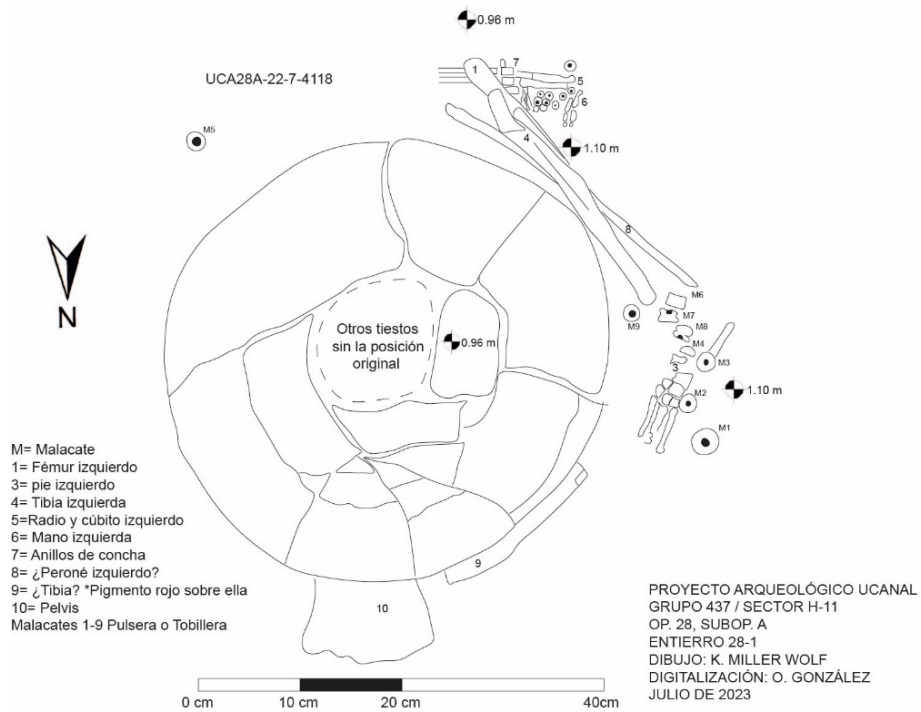 0.96 m
UCA28A-22-7-4118
1
7
5
6
M5
4
1.10 m
8
N
M6
M9
M7
M8
M4
M3
3
Otros tiestos
sin la posición
original
0.96 m
1.10 m
M2
M1
M= Malacate
1= Fémur izquierdo
3= pie izquierdo
4= Tibia izquierda
5=Radio y cúbito izquierdo
6= Mano izquierda
7= Anillos de concha
8= ¿Peroné izquierdo?
9= ¿Tibia? *Pigmento rojo sobre ella
10= Pelvis
Malacates 1-9 Pulsera o Tobillera
9
10
PROYECTO ARQUEOLÓGICO UCANAL
GRUPO 437 / SECTOR H-11
OP. 28, SUBOP. A
ENTIERRO 28-1
DIBUJO: K. MILLER WOLF
DIGITALIZACIÓN: O. GONZÁLEZ
JULIO DE 2023
0 cm 10 cm 20 cm 40cm